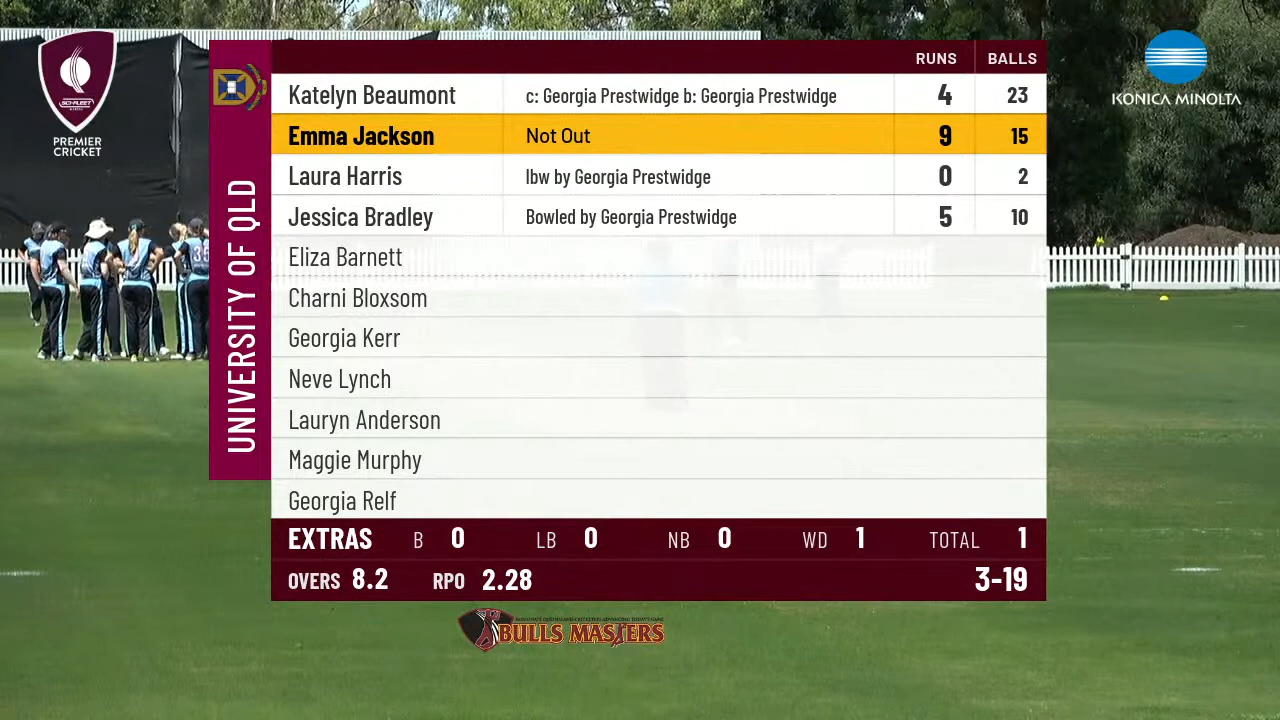 RUNS BALLS
Katelyn Beaumont c: Georgia Prestwidge b: Georgia Prestwidge 4 23
Emma Jackson Not Out 9 15
Laura Harris lbw by Georgia Prestwidge 0 2
Jessica Bradley Bowled by Georgia Prestwidge 5 10
Eliza Barnett
Charni Bloxsom
Georgia Kerr
Neve Lynch
Lauryn Anderson
Maggie Murphy
Georgia Relf
EXTRAS B 0 LB 0 NB 0 WD 1 TOTAL 1
OVERS 8.2 RPO 2.28 3-19
UNIVERSITY OF QLD
PREMIER
CRICKET
KONICA MINOLTA
BULLS MASTERS
35